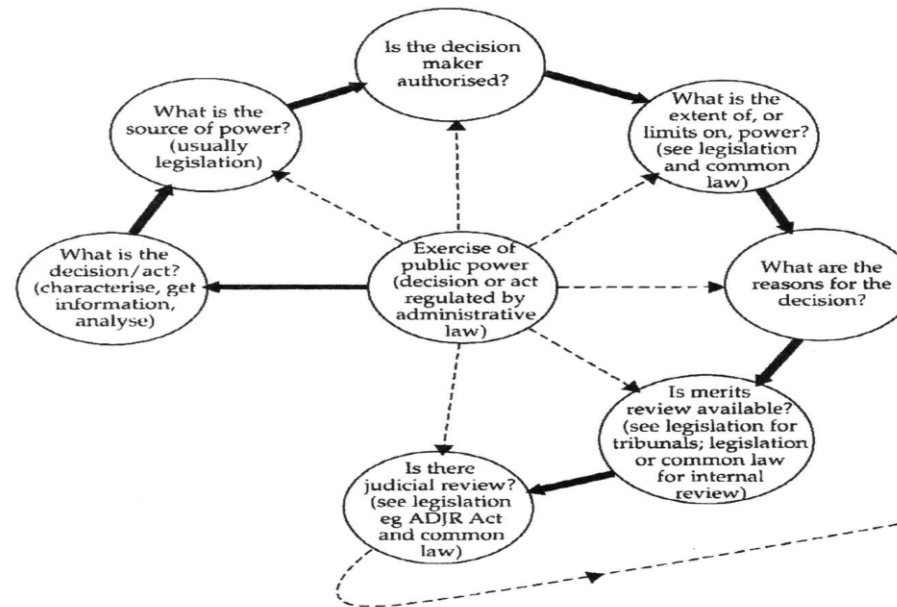 Is the decision
maker
authorised?
What is the
source of power?
(usually
legislation)
What is the
extent of, or
limits on, power?
(see legislation
and common
law)
What is the
decision/act?
(characterise, get
information,
analyse)
Exercise of
public power
(decision or act
regulated by
administrative
law)
What are the
reasons for the
decision?
Is merits
review available?
(see legislation for
tribunals; legislation
or common law
for internal
review)
Is there
judicial review?
(see legislation
eg ADJR Act
and common
law)